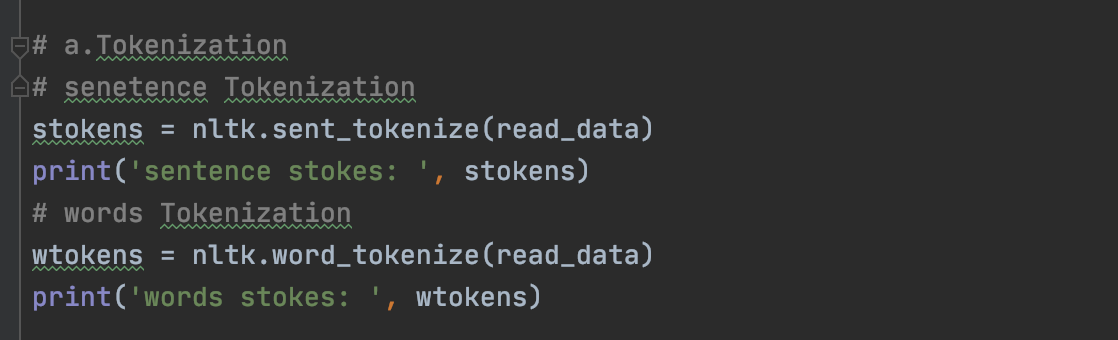 # a.Tokenization
# senetence Tokenization
stokens = nltk.sent_tokenize(read_data)
print('sentence stokes: ', stokens)
# words Tokenization
wtokens = nltk.word_tokenize(read_data)
print('words stokes: ', wtokens)